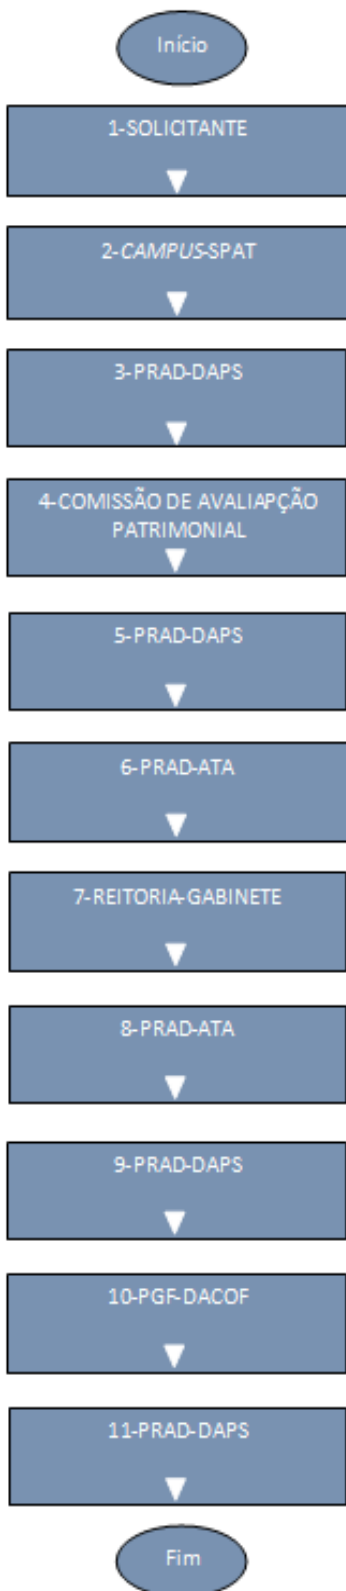 Início
1-SOLICITANTE
2-CAMPUS-SPAT
3-PRAD-DAPS
4-COMISSÃO DE AVALIAPÇÃO
PATRIMONIAL
5-PRAD-DAPS
6-PRAD-ATA
7-REITORIA-GABINETE
8-PRAD-ATA
9-PRAD-DAPS
10-PGF-DACOF
11-PRAD-DAPS
Fim